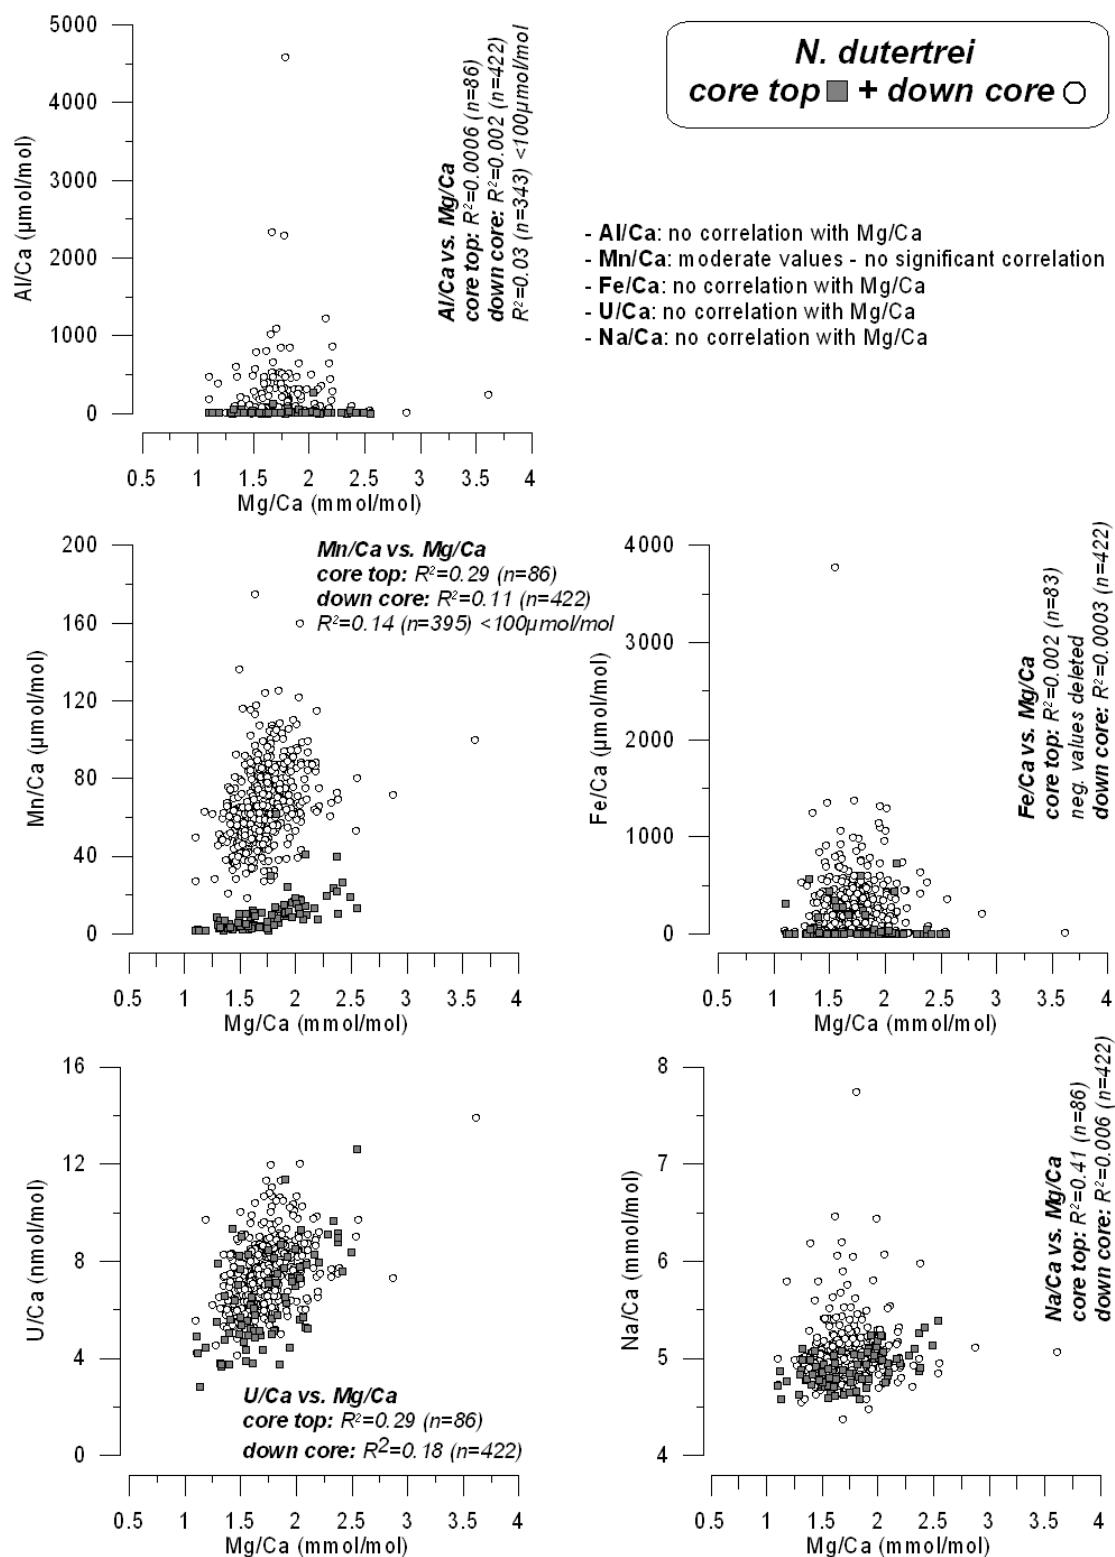 N. dutertrei
core top + down core
- Al/Ca: no correlation with Mg/Ca
- Mn/Ca: moderate values - no significant correlation
- Fe/Ca: no correlation with Mg/Ca
- U/Ca: no correlation with Mg/Ca
- Na/Ca: no correlation with Mg/Ca
5000
4000
3000
2000
1000
0
Al/Ca (µmol/mol)
Al/Ca vs. Mg/Ca
core top: R²=0.0006 (n=86)
down core: R²=0.002 (n=422)
R²=0.03 (n=343) <100µmol/mol
0.5 1 1.5 2 2.5 3 3.5 4
Mg/Ca (mmol/mol)
200
160
120
80
40
0
Mn/Ca (µmol/mol)
Mn/Ca vs. Mg/Ca
core top: R²=0.29 (n=86)
down core: R²=0.11 (n=422)
R²=0.14 (n=395) <100µmol/mol
0.5 1 1.5 2 2.5 3 3.5 4
Mg/Ca (mmol/mol)
4000
3000
2000
1000
0
Fe/Ca (µmol/mol)
Fe/Ca vs. Mg/Ca
core top: R²=0.002 (n=83)
neg. values deleted
down core: R²=0.0003 (n=422)
0.5 1 1.5 2 2.5 3 3.5 4
Mg/Ca (mmol/mol)
16
12
8
4
0
U/Ca (nmol/mol)
U/Ca vs. Mg/Ca
core top: R²=0.29 (n=86)
down core: R²=0.18 (n=422)
0.5 1 1.5 2 2.5 3 3.5 4
Mg/Ca (mmol/mol)
8
7
6
5
4
Na/Ca (mmol/mol)
Na/Ca vs. Mg/Ca
core top: R²=0.41 (n=86)
down core: R²=0.006 (n=422)
0.5 1 1.5 2 2.5 3 3.5 4
Mg/Ca (mmol/mol)